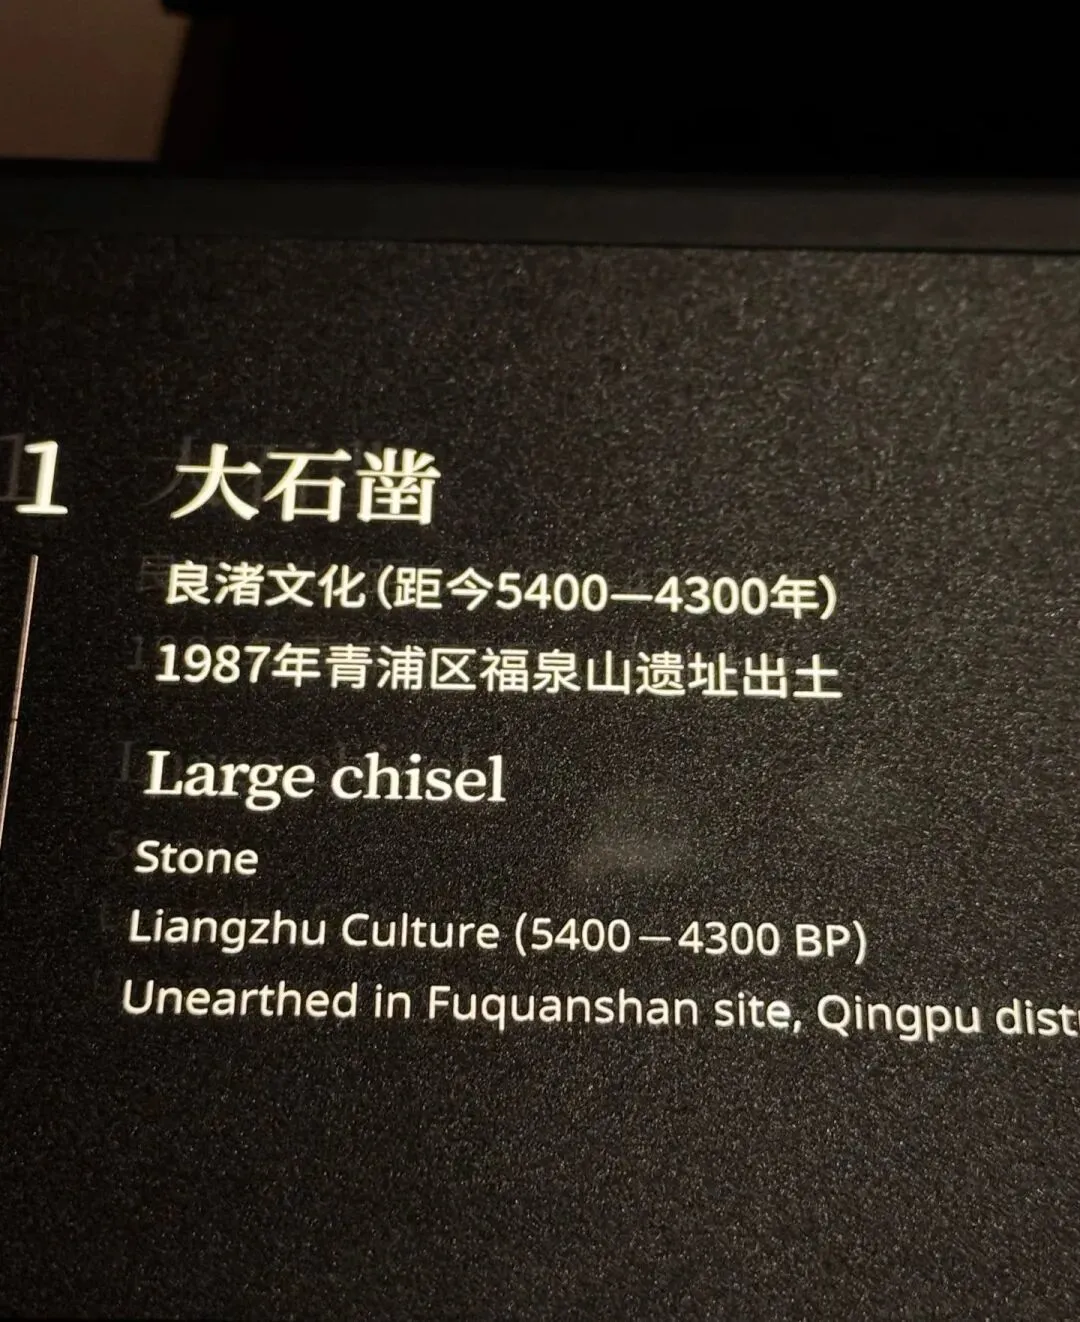 1 大石凿
良渚文化（距今5400—4300年）
1987年青浦区福泉山遗址出土
Large chisel
Stone
Liangzhu Culture (5400—4300 BP)
Unearthed in Fuquanshan site, Qingpu